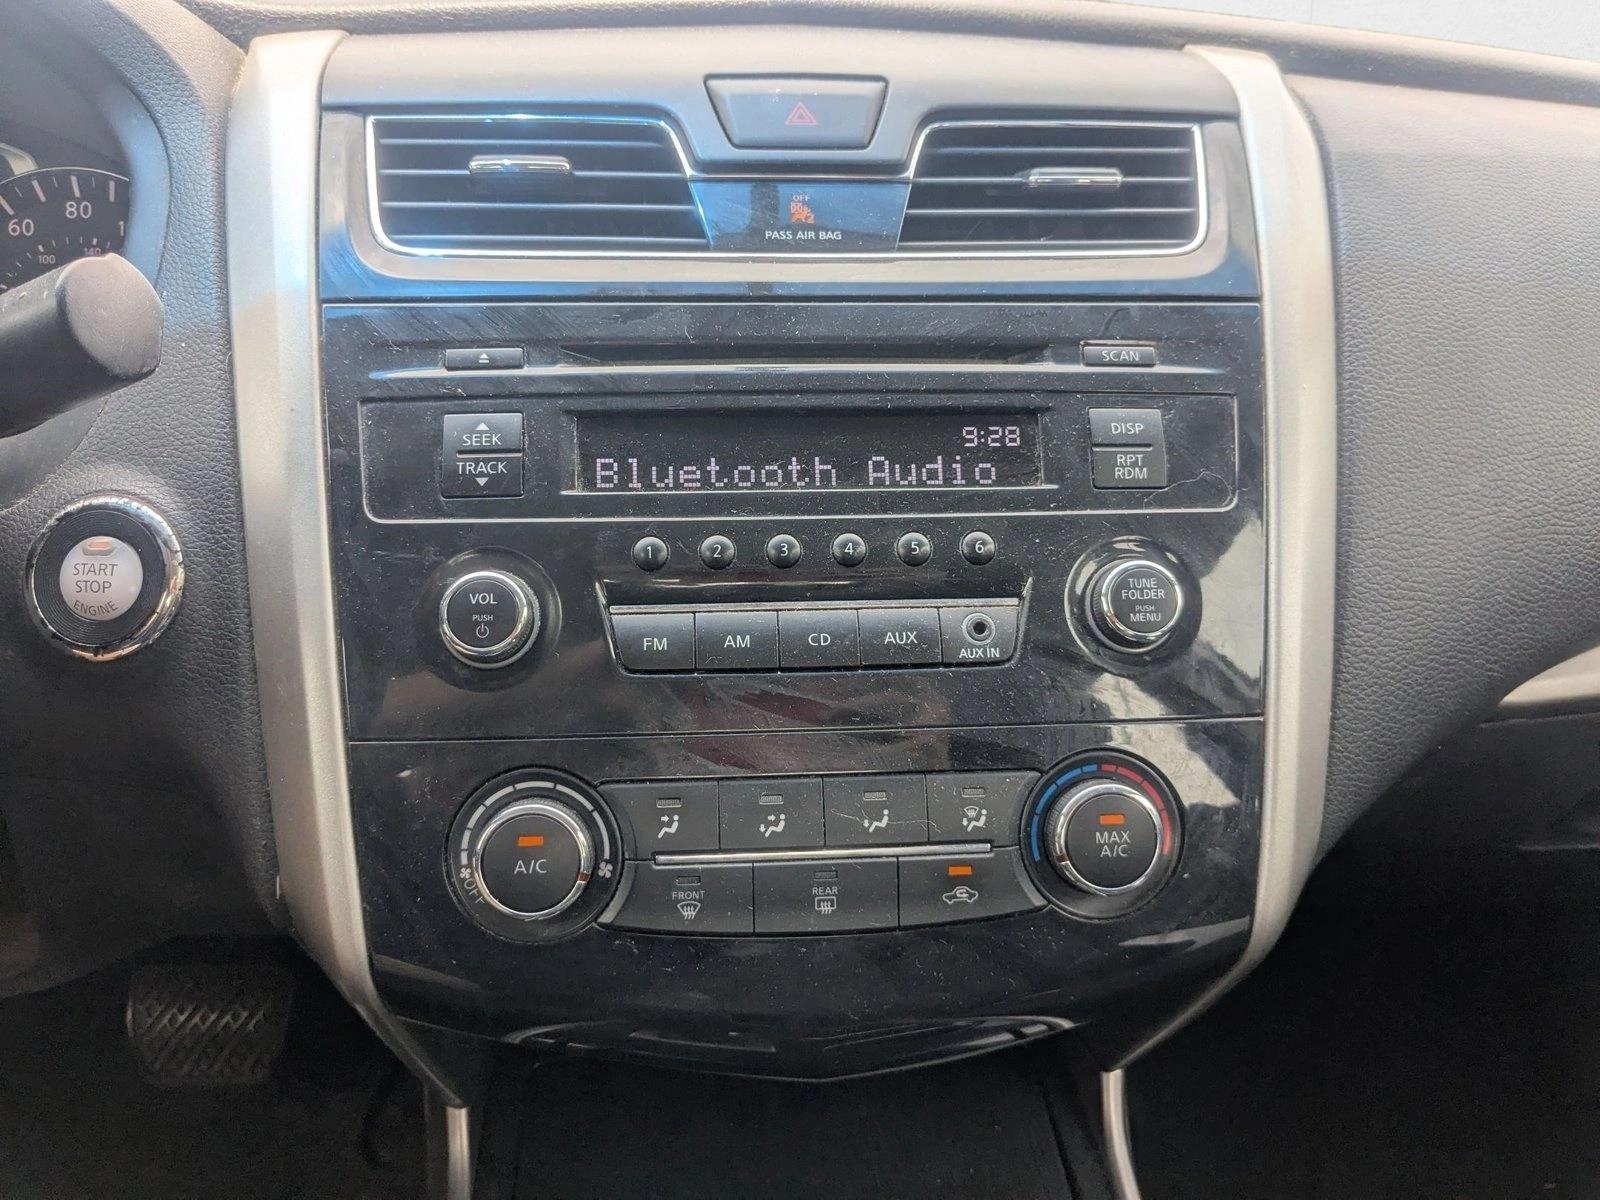 60
80
1
100
140
OFF
2
PASS AIR BAG
SCAN
SEEK
TRACK
9:28
Bluetooth Audio
DISP
RPT
RDM
START
STOP
ENGINE
1 2 3 4 5 6
VOL
PUSH
FM AM CD AUX
AUX IN
TUNE
FOLDER
PUSH
MENU
A/C
OFF
MAX
A/C
FRONT
REAR